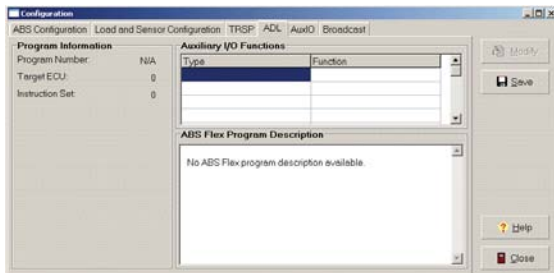 Configuration
ABS Configuration Load and Sensor Configuration TRSP ADL AuxIO Broadcast
Program Information
Program Number: N/A
Target ECU: 0
Instruction Set: 0
Auxiliary I/O Functions
Type Function
ABS Flex Program Description
No ABS Flex program description available.
Modify
Save
Help
Close